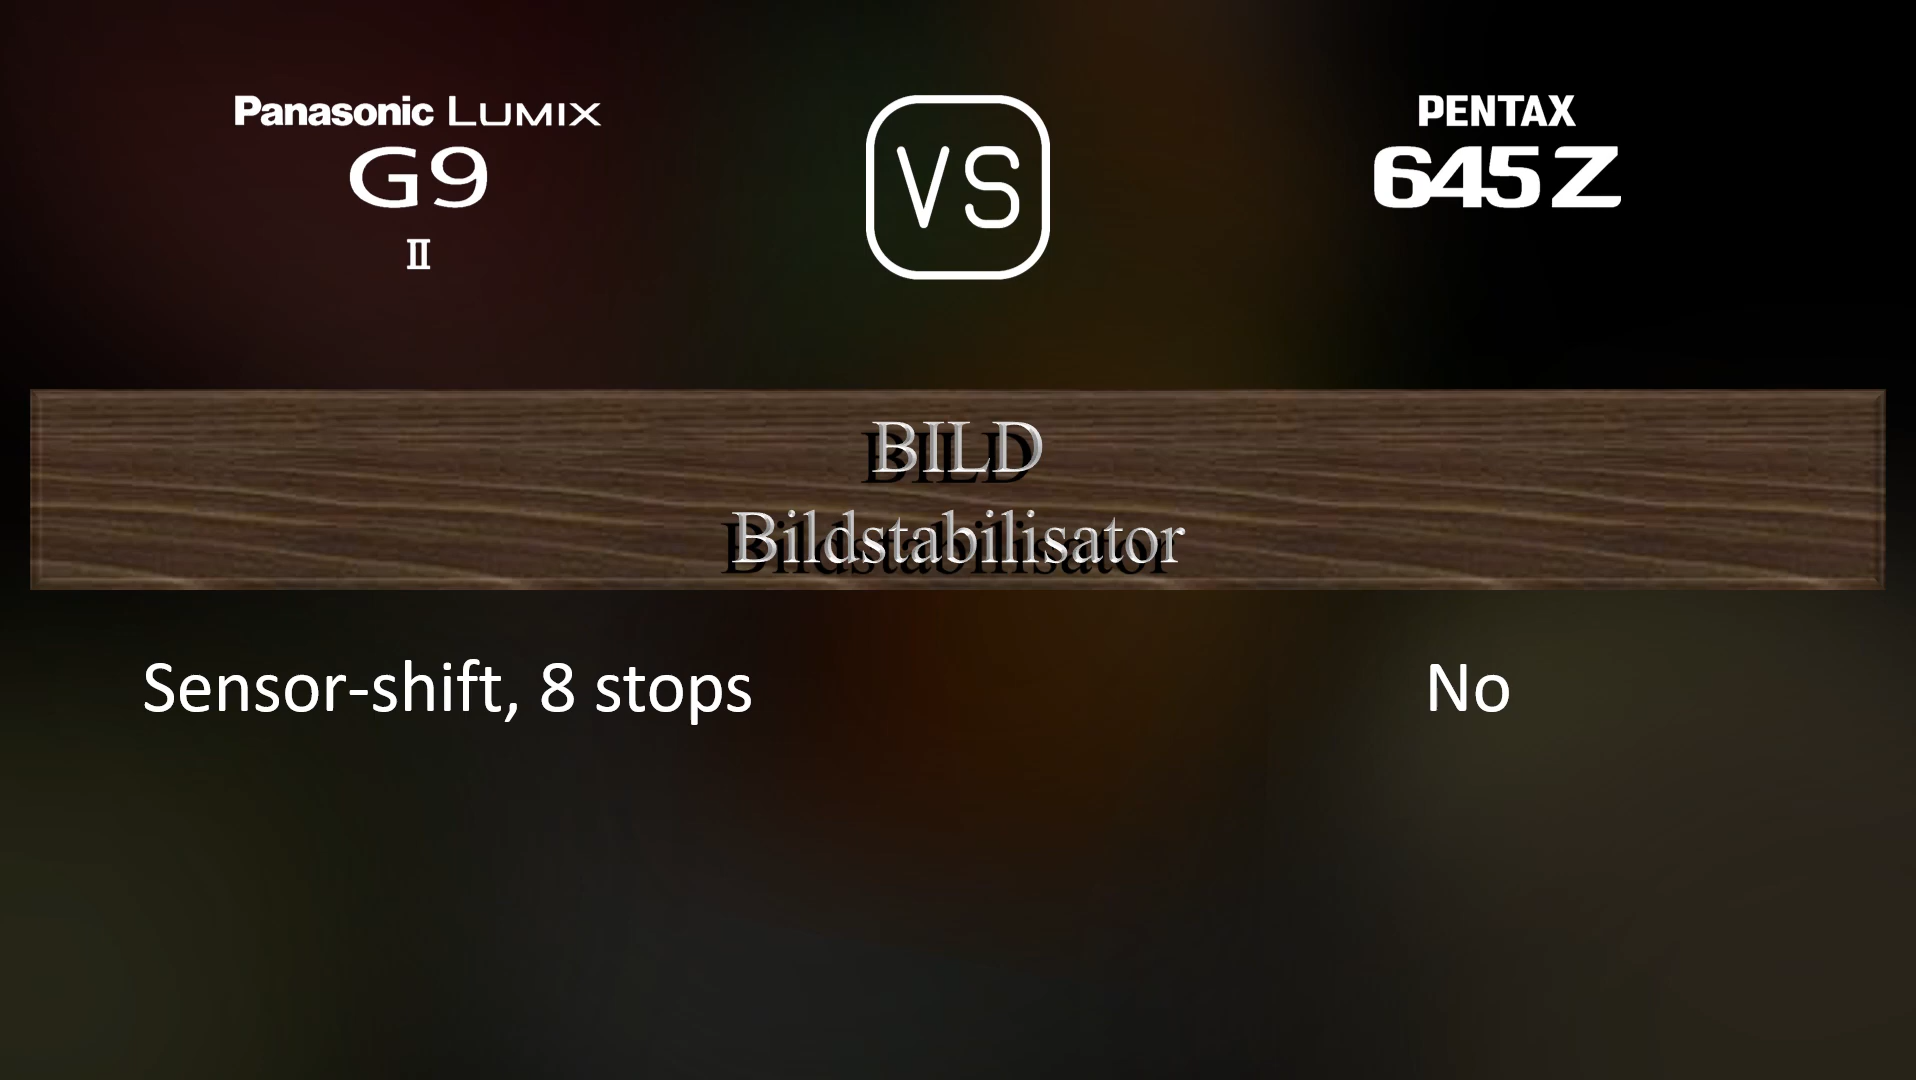 Panasonic LUMIX
G9
II
VS
PENTAX
645Z
BILD
Bildstabilisator
Sensor-shift, 8 stops
No